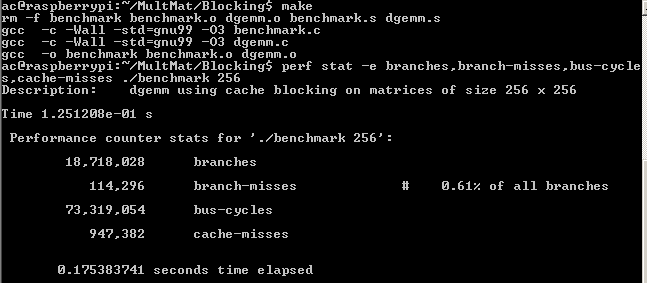 ac@raspberrypi:~/MultMat/Blocking$ make
rm -f benchmark benchmark.o dgemm.o benchmark.s dgemm.s
gcc  -c -Wall -std=gnu99 -O3 benchmark.c
gcc  -c -Wall -std=gnu99 -O3 dgemm.c
gcc  -o benchmark benchmark.o dgemm.o
ac@raspberrypi:~/MultMat/Blocking$ perf stat -e branches,branch-misses,bus-cycle
s,cache-misses ./benchmark 256
Description:    dgemm using cache blocking on matrices of size 256 x 256
Time 1.251208e-01 s
Performance counter stats for './benchmark 256':
18,718,028      branches
114,296      branch-misses             #    0.61% of all branches
73,319,054      bus-cycles
947,382      cache-misses
0.175383741 seconds time elapsed